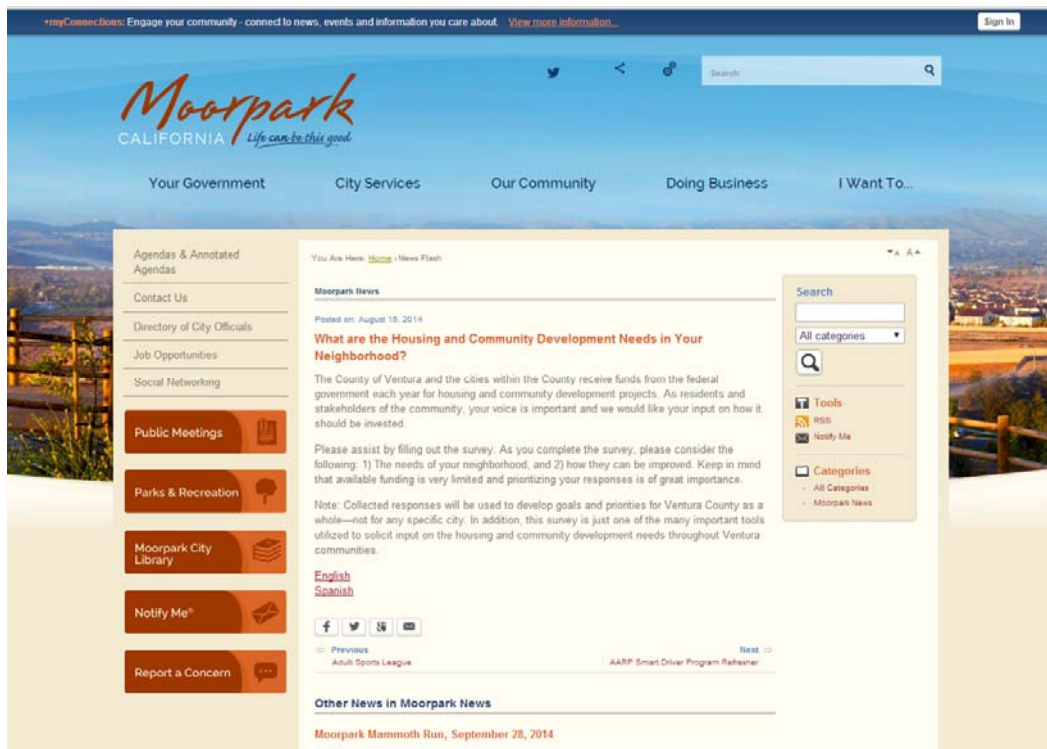 +myConnections: Engage your community - connect to news, events and information you care about. View more information...
Sign In
Search
Moorpark
CALIFORNIA Life can be this good
Your Government City Services Our Community Doing Business I Want To...
Agendas & Annotated
Agendas
Contact Us
Directory of City Officials
Job Opportunities
Social Networking
Public Meetings
Parks & Recreation
Moorpark City
Library
Notify Me®
Report a Concern
You Are Here: Home › News Flash
Moorpark News
Posted on: August 18, 2014
What are the Housing and Community Development Needs in Your
Neighborhood?
The County of Ventura and the cities within the County receive funds from the federal
government each year for housing and community development projects. As residents and
stakeholders of the community, your voice is important and we would like your input on how it
should be invested.
Please assist by filling out the survey. As you complete the survey, please consider the
following: 1) The needs of your neighborhood; and 2) how they can be improved. Keep in mind
that available funding is very limited and prioritizing your responses is of great importance.
Note: Collected responses will be used to develop goals and priorities for Ventura County as a
whole—not for any specific city. In addition, this survey is just one of the many important tools
utilized to solicit input on the housing and community development needs throughout Ventura
communities.
English
Spanish
Previous
Adult Sports League
Next
AARP Smart Driver Program Refresher
Other News in Moorpark News
Moorpark Mammoth Run, September 28, 2014
A A
Search
All categories
Tools
RSS
Notify Me
Categories
All Categories
Moorpark News